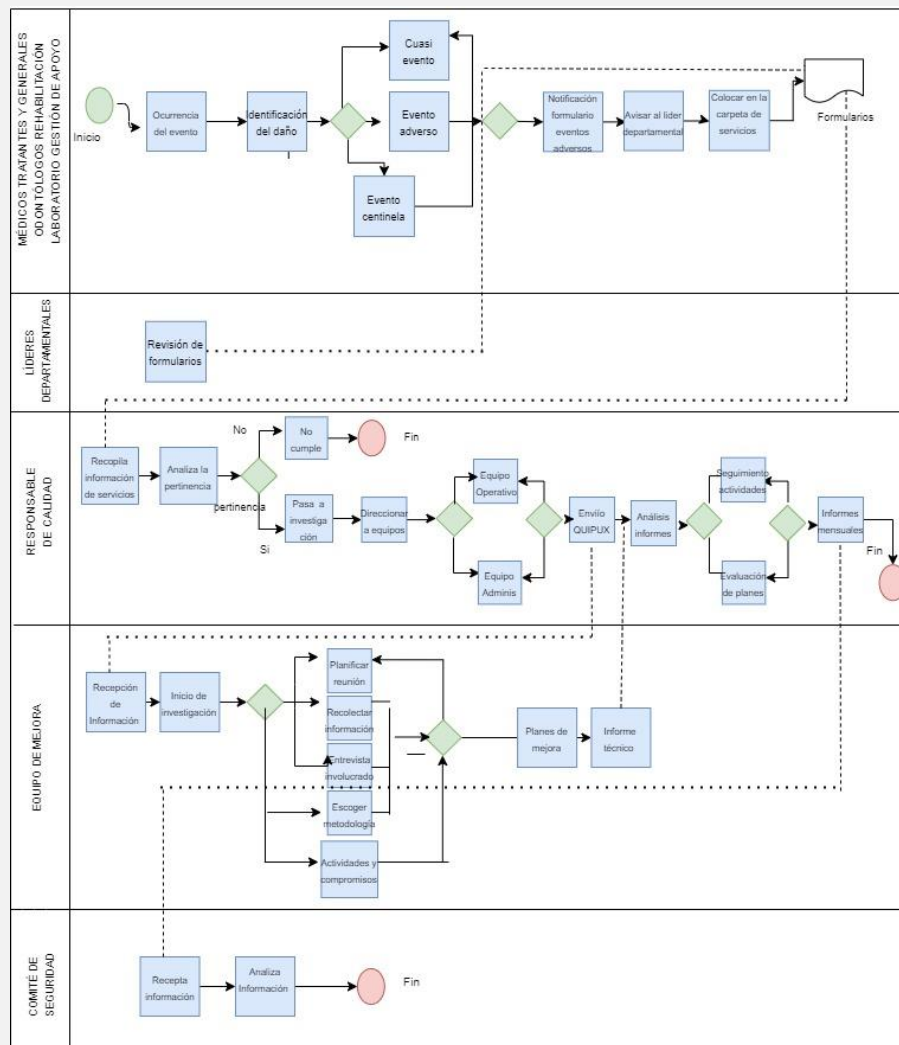 MÉDICOS TRATANTES Y GENERALES
ODONTÓLOGOS REHABILITACIÓN
LABORATORIO GESTIÓN DE APOYO
Inicio
Ocurrencia
del evento
Identificación
del daño
Cuasi
evento
Evento
adverso
Evento
centinela
Notificación
formulario
eventos
adversos
Avisar al lider
departamental
Colocar en la
carpeta de
servicios
Formularios
LÍDERES
DEPARTAMENTALES
Revisión de
formularios
RESPONSABLE
DE CALIDAD
Recopila
información
de servicios
Analiza la
pertinencia
pertinencia
No
No
cumple
Fin
Si
Pasa a
investiga
ción
Direccionar
a equipos
Equipo
Operativo
Equipo
Adminis
Envíío
QUIPUX
Análisis
informes
Seguimiento
actividades
Evaluación
de planes
Informes
mensuales
Fin
EQUIPO DE MEJORA
Recepción
de
Información
Inicio de
investigación
Planificar
reunión
Recolectar
información
Entrevista
involucrado
Escoger
metodología
Actividades y
compromisos
Planes de
mejora
Informe
técnico
COMITÉ DE
SEGURIDAD
Recepta
información
Analiza
Información
Fin